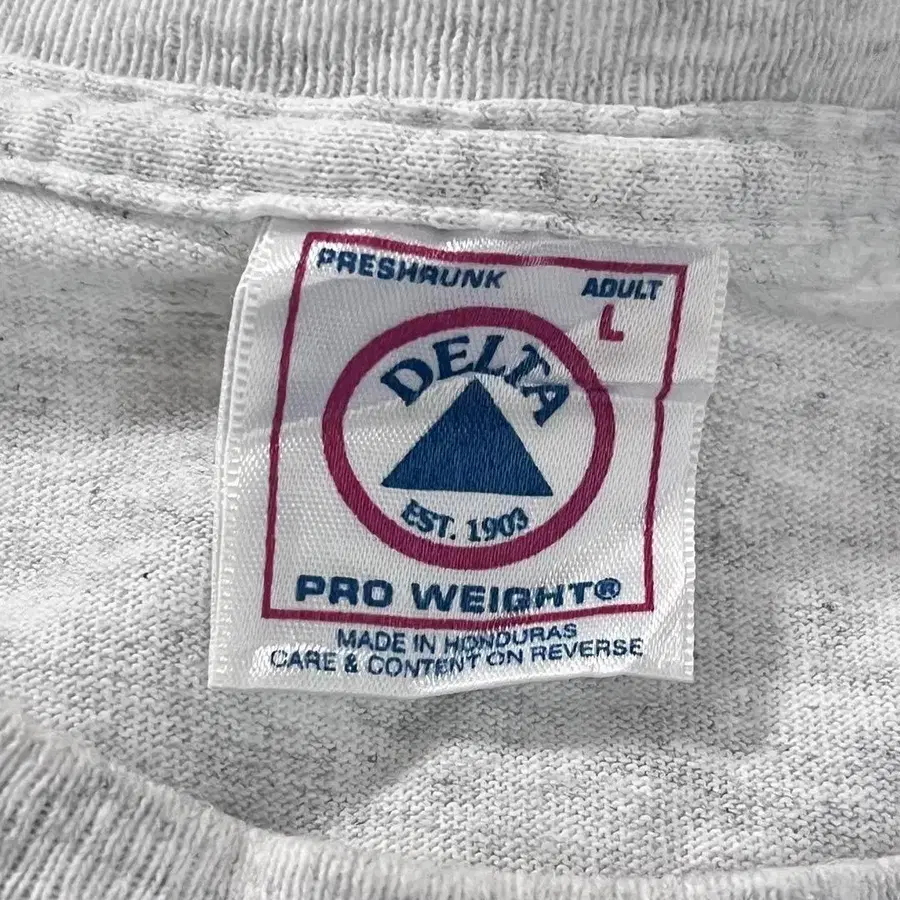 PRESHRUNK
ADULT
L
DELTA
EST. 1903
PRO WEIGHT®
MADE IN HONDURAS
CARE & CONTENT ON REVERSE